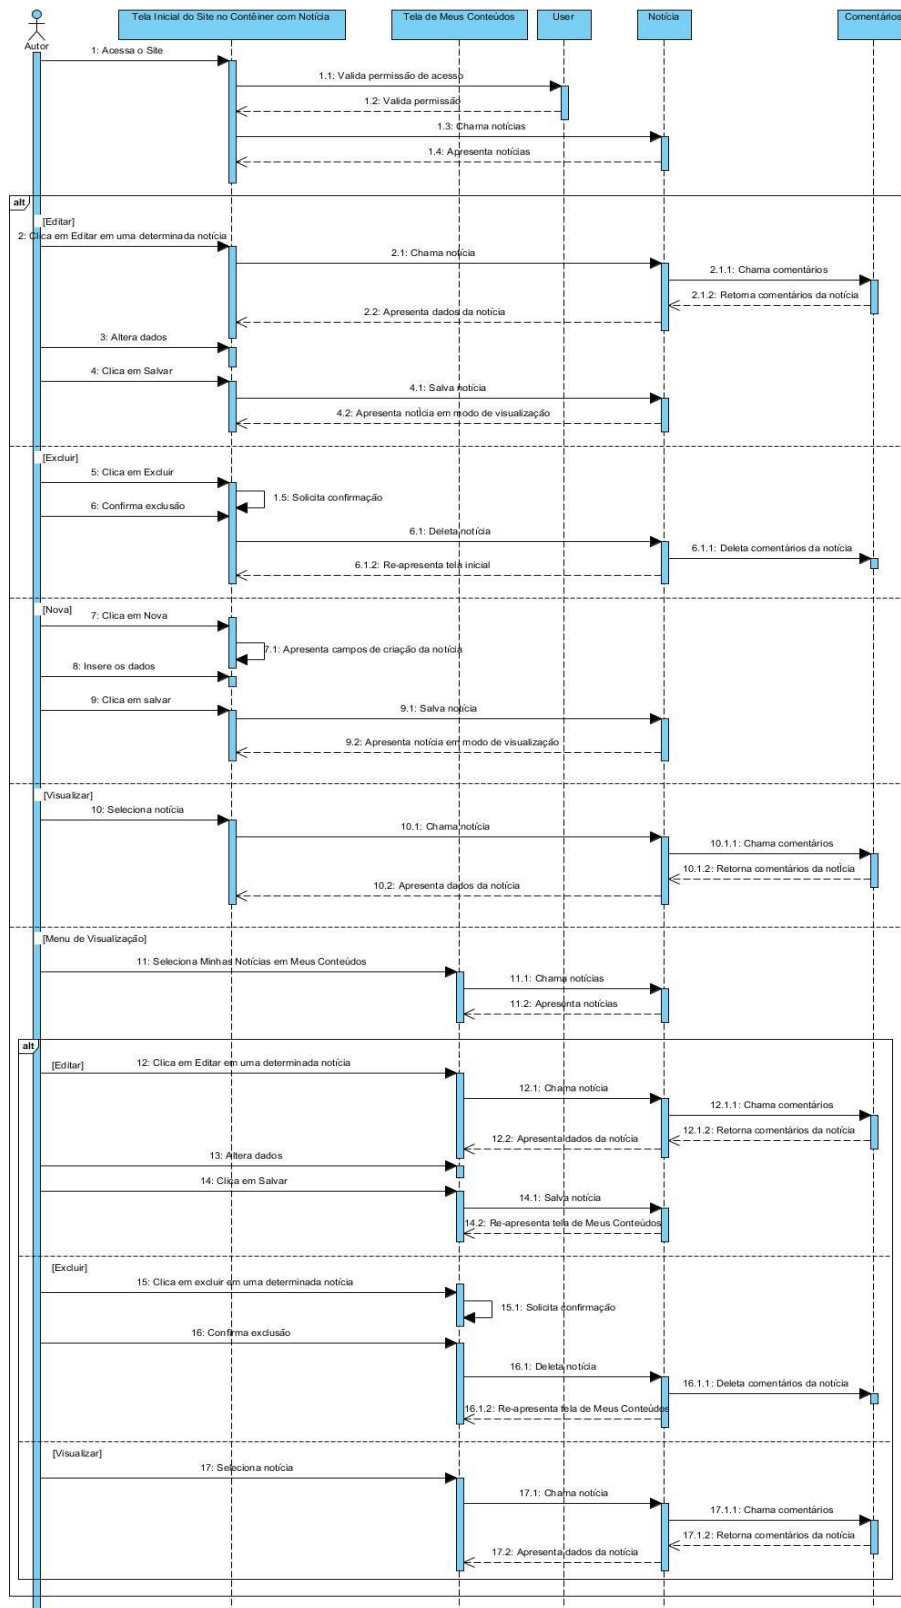 Tela Inicial do Site no Contêiner com Notícia
Tela de Meus Conteúdos
User
Notícia
Comentários
Autor
1: Acessa o Site
1.1: Valida permissão de acesso
1.2: Valida permissão
1.3: Chama notícias
1.4: Apresenta notícias
alt
[Editar]
2: Clica em Editar em uma determinada notícia
2.1: Chama notícia
2.1.1: Chama comentários
2.1.2: Retorna comentários da notícia
2.2: Apresenta dados da notícia
3: Altera dados
4: Clica em Salvar
4.1: Salva notícia
4.2: Apresenta notícia em modo de visualização
[Excluir]
5: Clica em Excluir
1.5: Solicita confirmação
6: Confirma exclusão
6.1: Deleta notícia
6.1.1: Deleta comentários da notícia
6.1.2: Re-apresenta tela inicial
[Nova]
7: Clica em Nova
7.1: Apresenta campos de criação da notícia
8: Insere os dados
9: Clica em salvar
9.1: Salva notícia
9.2: Apresenta notícia em modo de visualização
[Visualizar]
10: Seleciona notícia
10.1: Chama notícia
10.1.1: Chama comentários
10.1.2: Retorna comentários da notícia
10.2: Apresenta dados da notícia
[Menu de Visualização]
11: Seleciona Minhas Notícias em Meus Conteúdos
11.1: Chama notícias
11.2: Apresenta notícias
alt
[Editar]
12: Clica em Editar em uma determinada notícia
12.1: Chama notícia
12.1.1: Chama comentários
12.1.2: Retorna comentários da notícia
12.2: Apresenta dados da notícia
13: Altera dados
14: Clica em Salvar
14.1: Salva notícia
14.2: Re-apresenta tela de Meus Conteúdos
[Excluir]
15: Clica em excluir em uma determinada notícia
15.1: Solicita confirmação
16: Confirma exclusão
16.1: Deleta notícia
16.1.1: Deleta comentários da notícia
16.1.2: Re-apresenta tela de Meus Conteúdos
[Visualizar]
17: Seleciona notícia
17.1: Chama notícia
17.1.1: Chama comentários
17.1.2: Retorna comentários da notícia
17.2: Apresenta dados da notícia